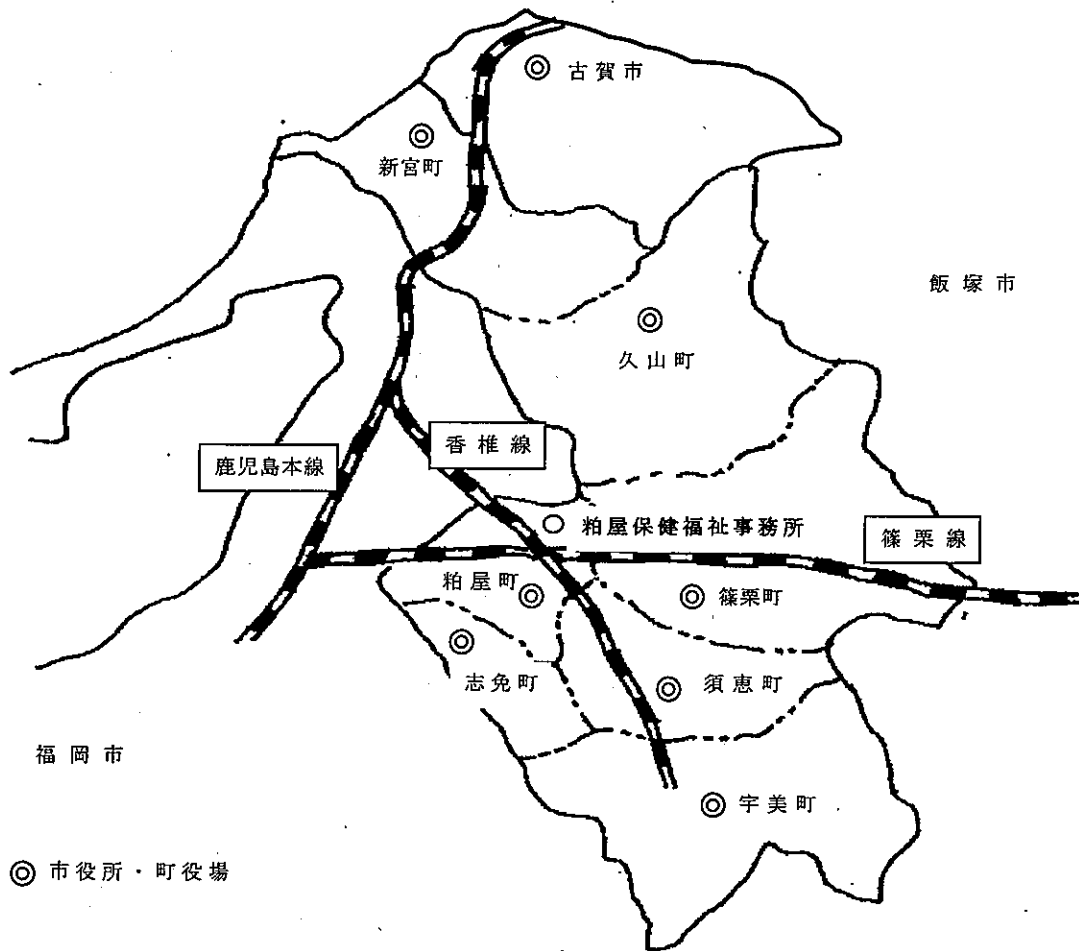 古賀市
新宮町
飯塚市
久山町
香椎線
鹿児島本線
粕屋保健福祉事務所
篠栗線
粕屋町
篠栗町
志免町
須恵町
福岡市
宇美町
◎ 市役所・町役場